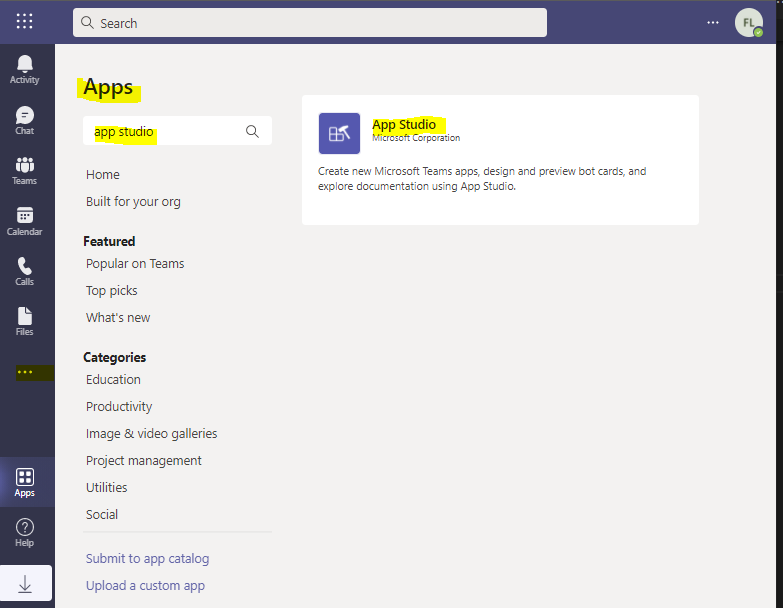 Search
...
FL
Activity
Chat
Teams
Calendar
Calls
Files
...
Apps
Help
Apps
app studio
Home
Built for your org
Featured
Popular on Teams
Top picks
What's new
Categories
Education
Productivity
Image & video galleries
Project management
Utilities
Social
Submit to app catalog
Upload a custom app
App Studio
Microsoft Corporation
Create new Microsoft Teams apps, design and preview bot cards, and
explore documentation using App Studio.